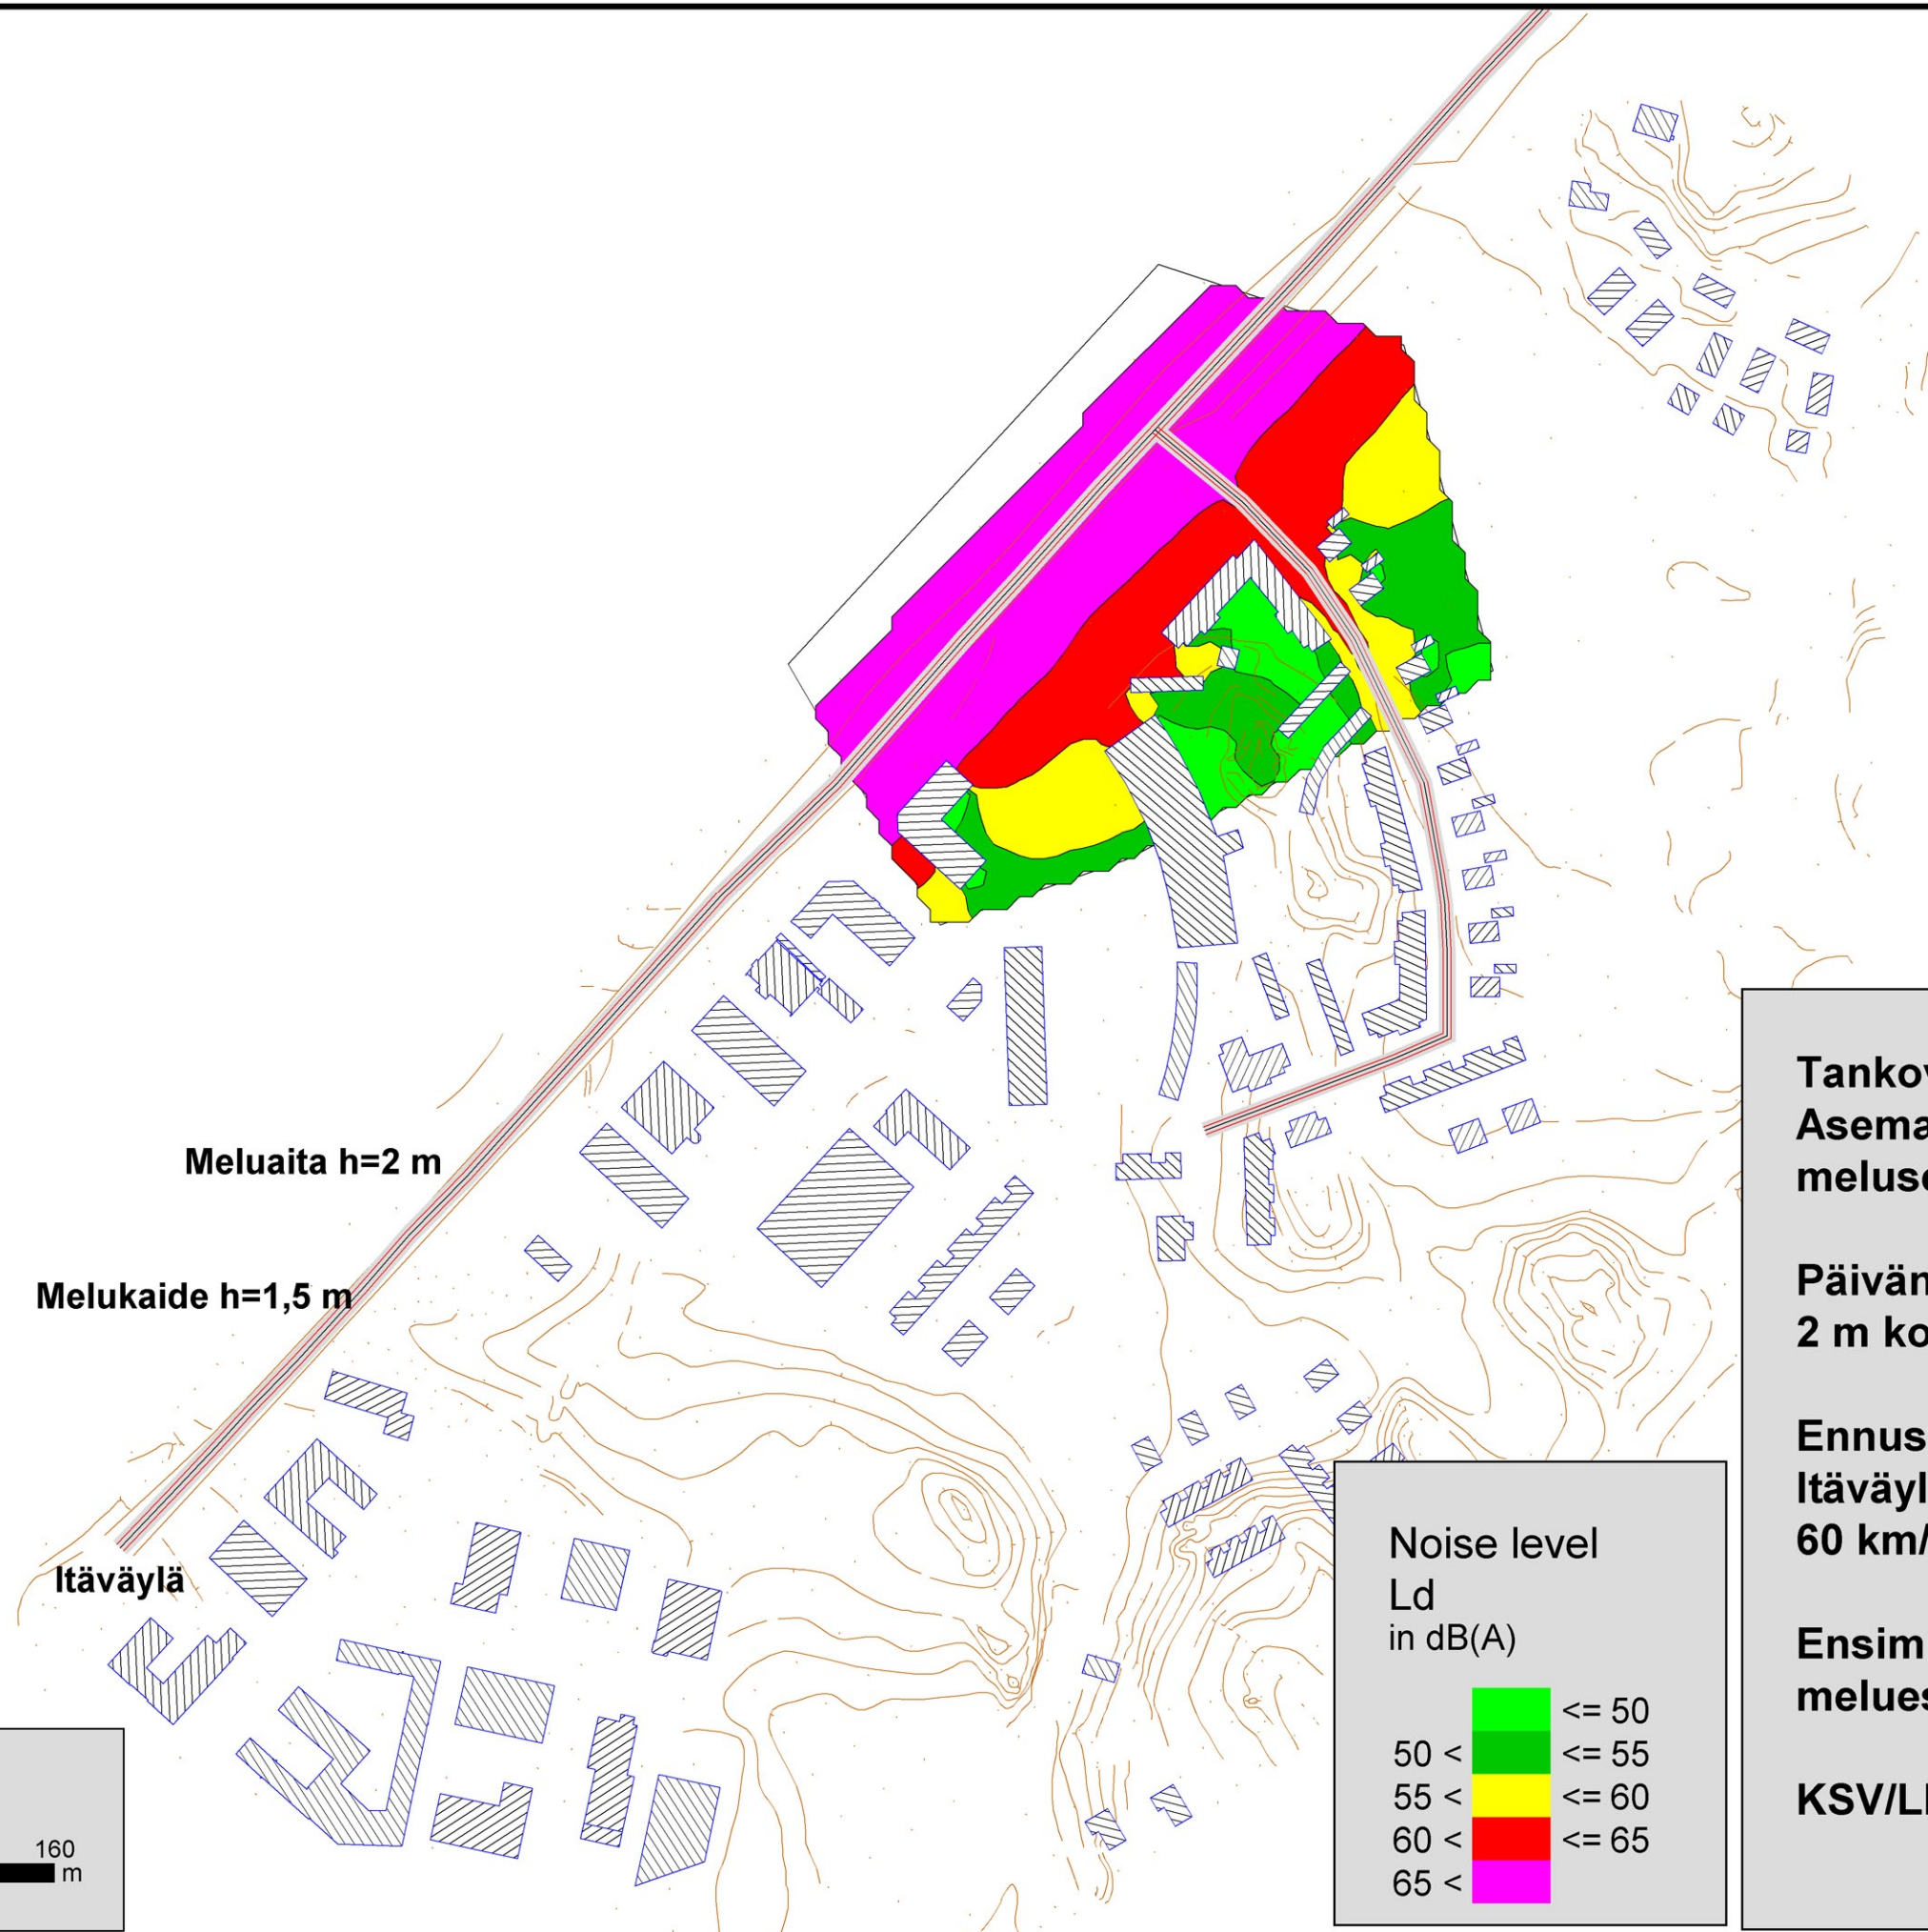 Meluaita h=2 m
Melukaide h=1,5 m
Itäväylä
160
m
Noise level
Ld
in dB(A)
<= 50
50 < <= 55
55 < <= 60
60 < <= 65
65 <
Tankov
Asema
meluse
Päivän
2 m ko
Ennus
Itäväyl
60 km/
Ensim
melues
KSV/L